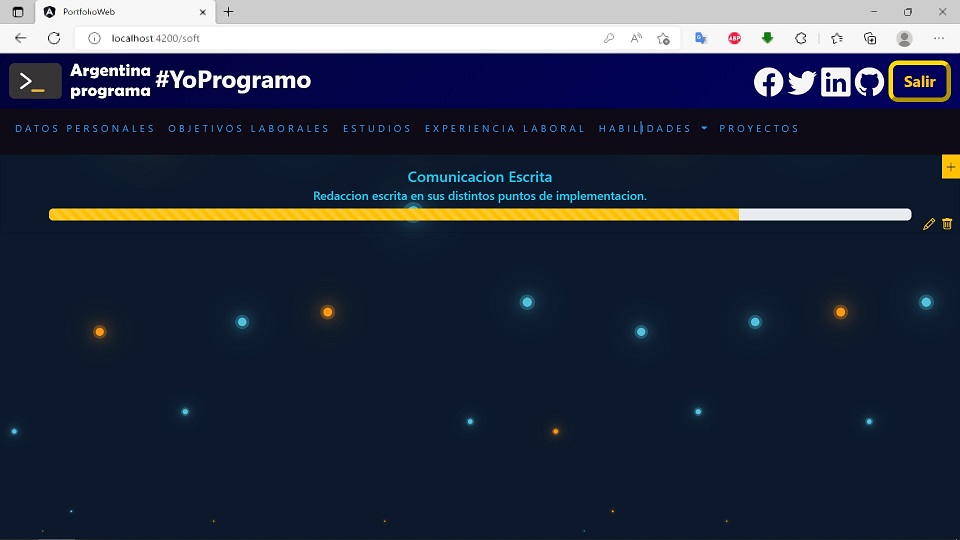 PortfolioWeb
localhost:4200/soft
ABP
>_ Argentina programa #YoProgramo
Salir
DATOS PERSONALES OBJETIVOS LABORALES ESTUDIOS EXPERIENCIA LABORAL HABILIDADES PROYECTOS
Comunicacion Escrita
Redaccion escrita en sus distintos puntos de implementacion.